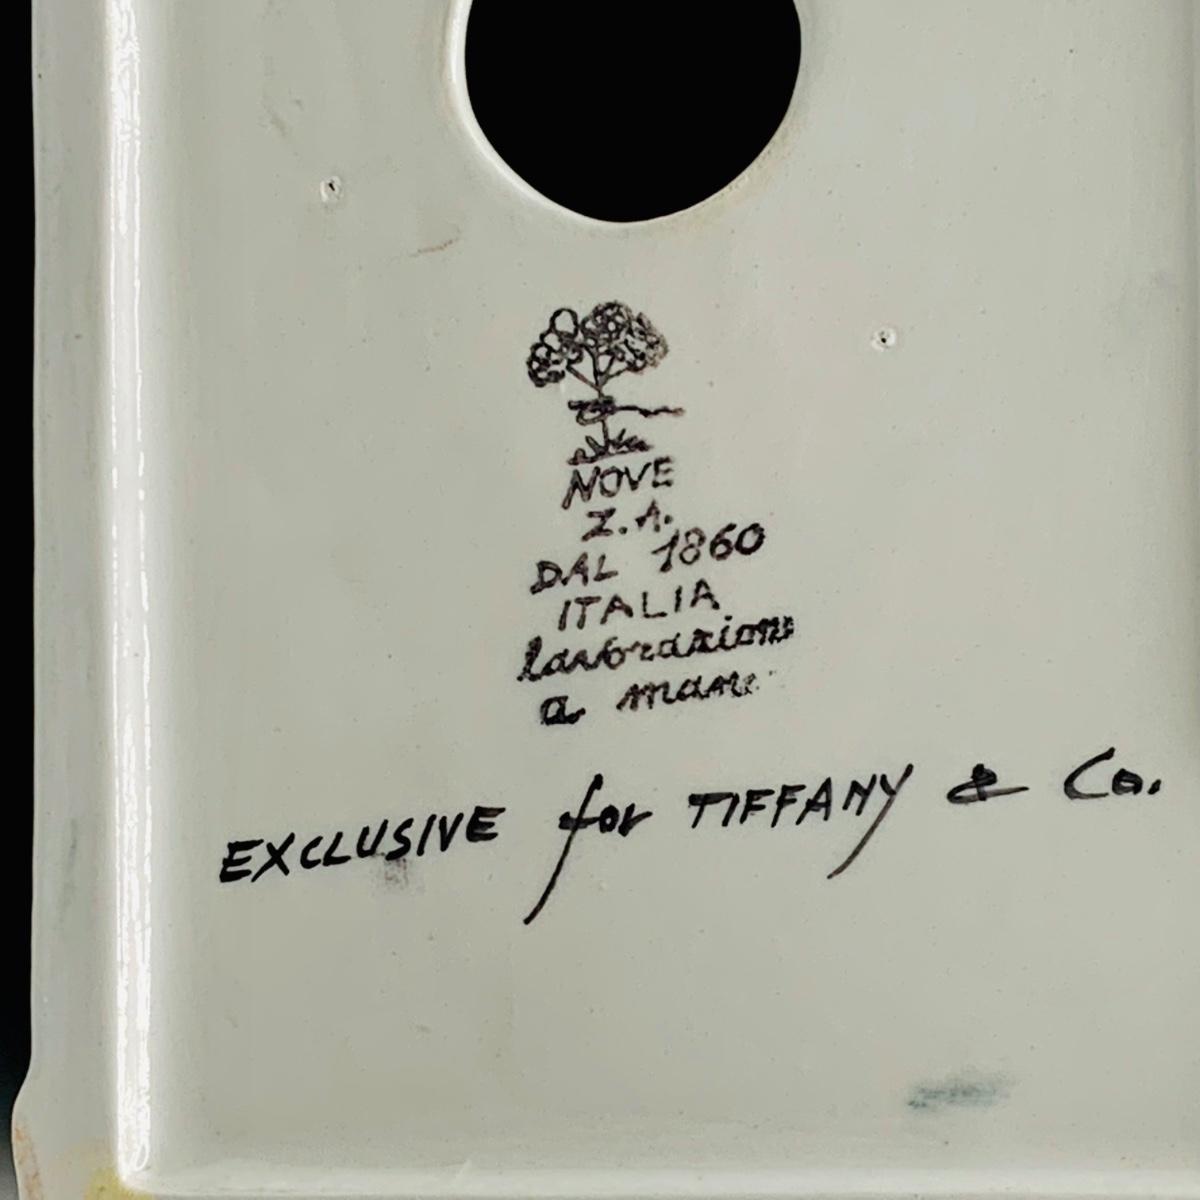 NOVE
Z.A.
DAL 1860
ITALIA
lavorazione
a mano
EXCLUSIVE for TIFFANY & Co.